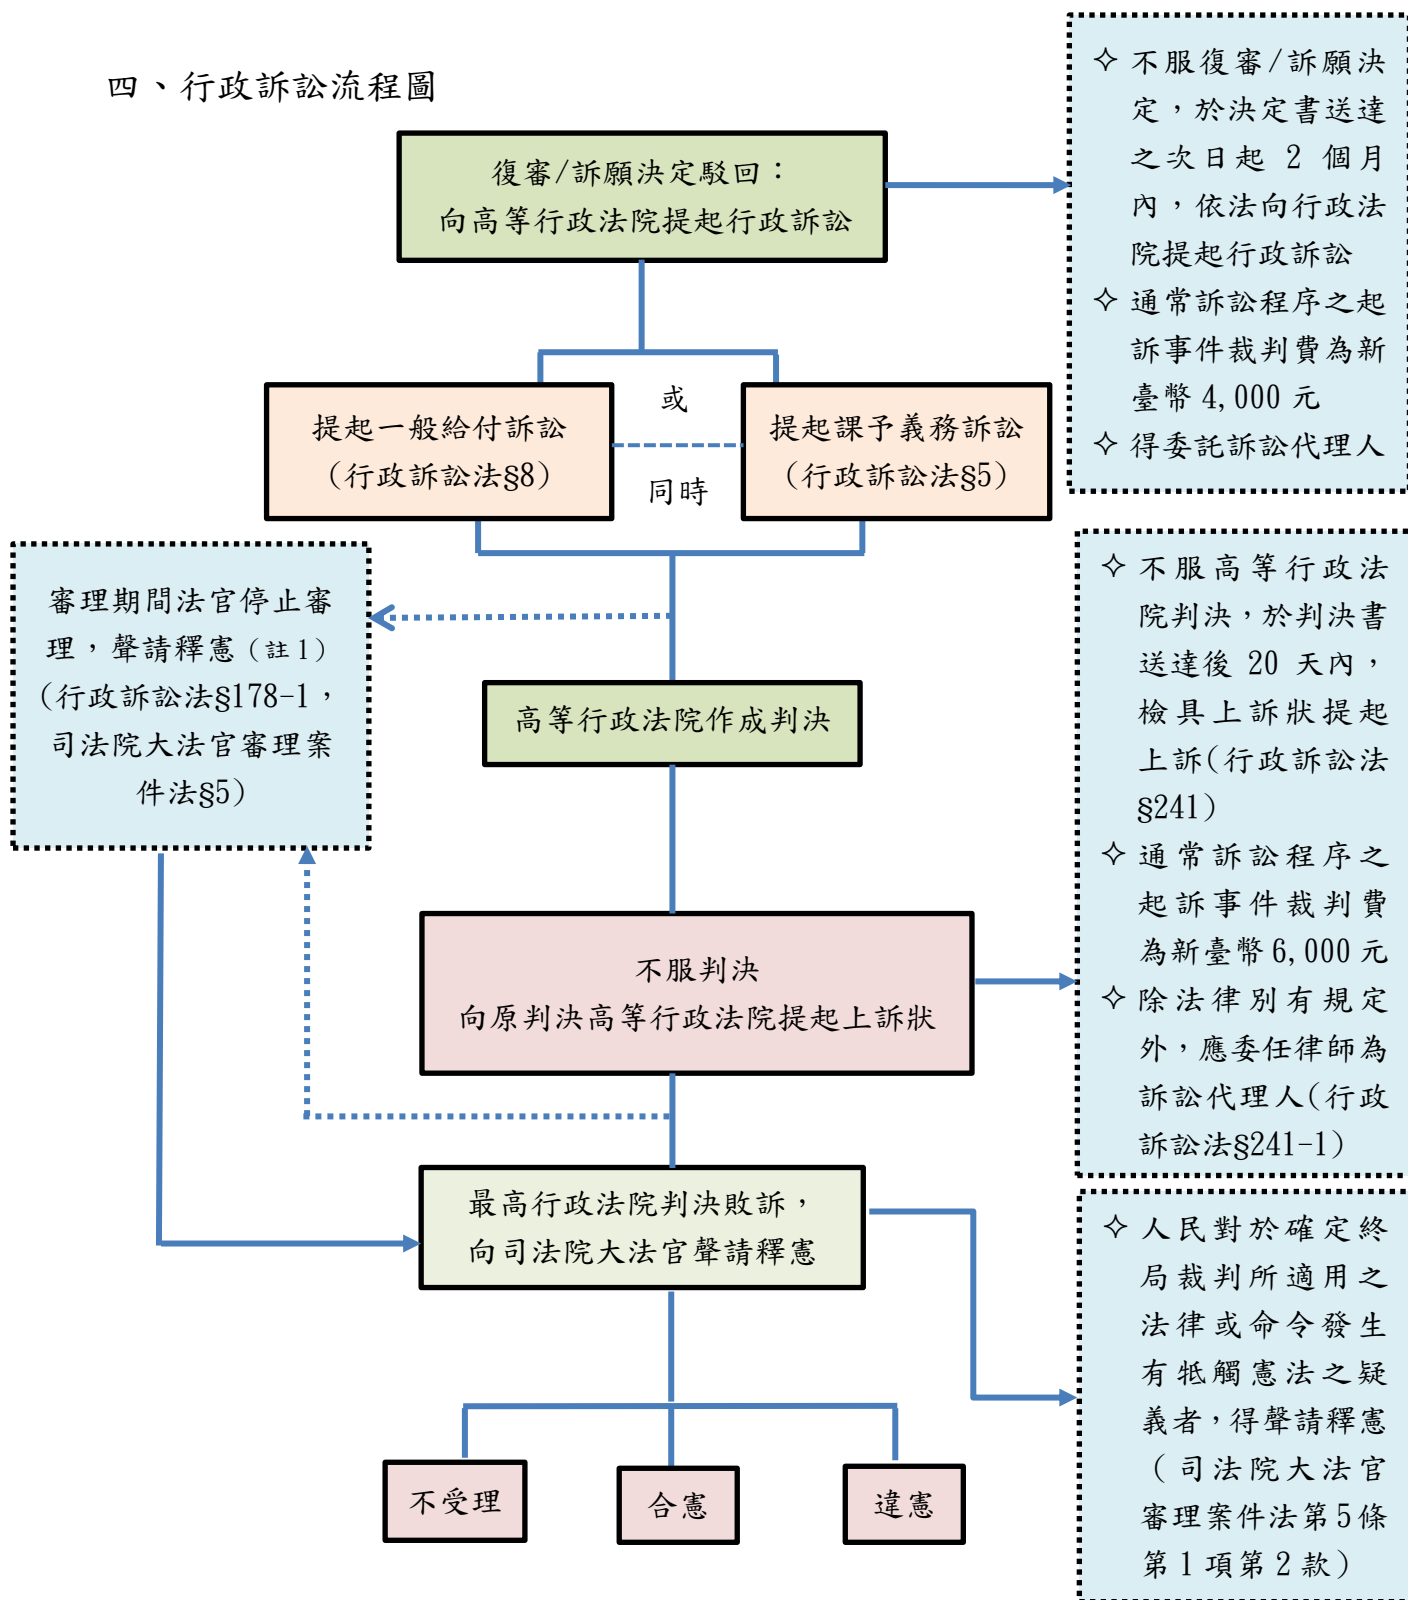 四、行政訴訟流程圖
復審/訴願決定駁回：
向高等行政法院提起行政訴訟
✧ 不服復審/訴願決
定，於決定書送達
之次日起 2 個月
內，依法向行政法
院提起行政訴訟
✧ 通常訴訟程序之起
訴事件裁判費為新
臺幣 4,000 元
✧ 得委託訴訟代理人
提起一般給付訴訟
（行政訴訟法§8）
或
同時
提起課予義務訴訟
（行政訴訟法§5）
審理期間法官停止審
理，聲請釋憲（註1）
（行政訴訟法§178-1，
司法院大法官審理案
件法§5）
高等行政法院作成判決
✧ 不服高等行政法
院判決，於判決書
送達後 20 天內，
檢具上訴狀提起
上訴(行政訴訟法
§241)
✧ 通常訴訟程序之
起訴事件裁判費
為新臺幣 6,000 元
✧ 除法律別有規定
外，應委任律師為
訴訟代理人(行政
訴訟法§241-1)
不服判決
向原判決高等行政法院提起上訴狀
最高行政法院判決敗訴，
向司法院大法官聲請釋憲
✧ 人民對於確定終
局裁判所適用之
法律或命令發生
有牴觸憲法之疑
義者，得聲請釋憲
（司法院大法官
審理案件法第5條
第1項第2款）
不受理
合憲
違憲